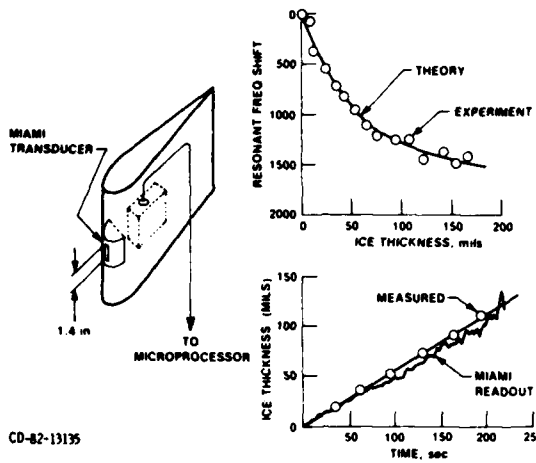 MIAMI
TRANSDUCER
1.4 in
TO
MICROPROCESSOR
CD-82-13135
RESONANT FREQ SHIFT
0
500
1000
1500
2000
THEORY
EXPERIMENT
0
50
100
150
200
ICE THICKNESS, mils
ICE THICKNESS (MILS)
150
100
50
0
MEASURED
MIAMI
READOUT
50
100
150
200
250
TIME, sec